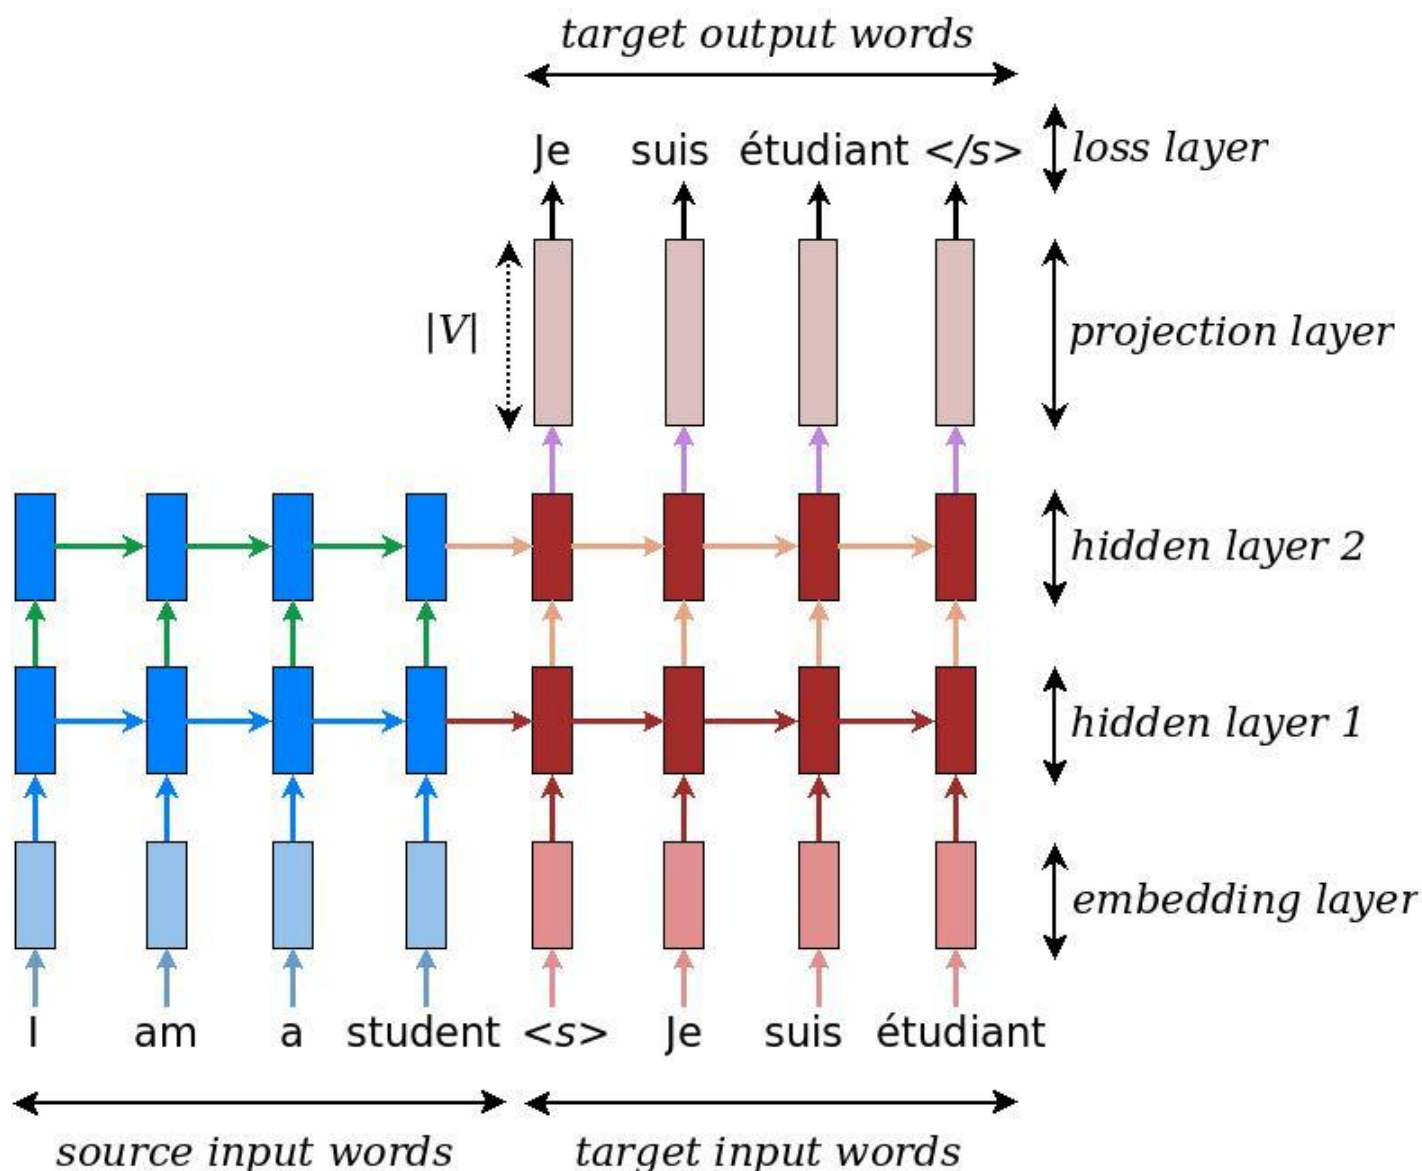 target output words
Je suis étudiant </s> loss layer
|V| projection layer
hidden layer 2
hidden layer 1
embedding layer
I am a student <s> Je suis étudiant
source input words target input words